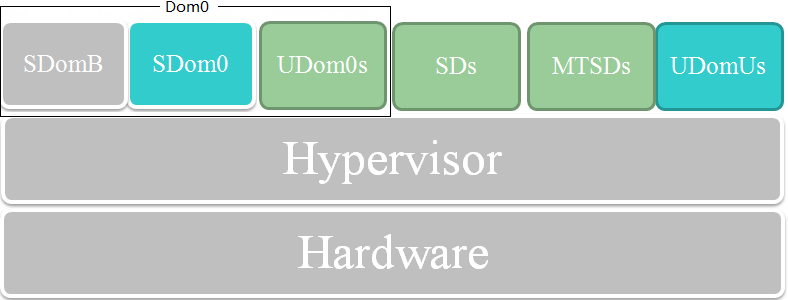 Dom0
SDomB SDom0 UDom0s SDs MTSDs UDomUs
Hypervisor
Hardware